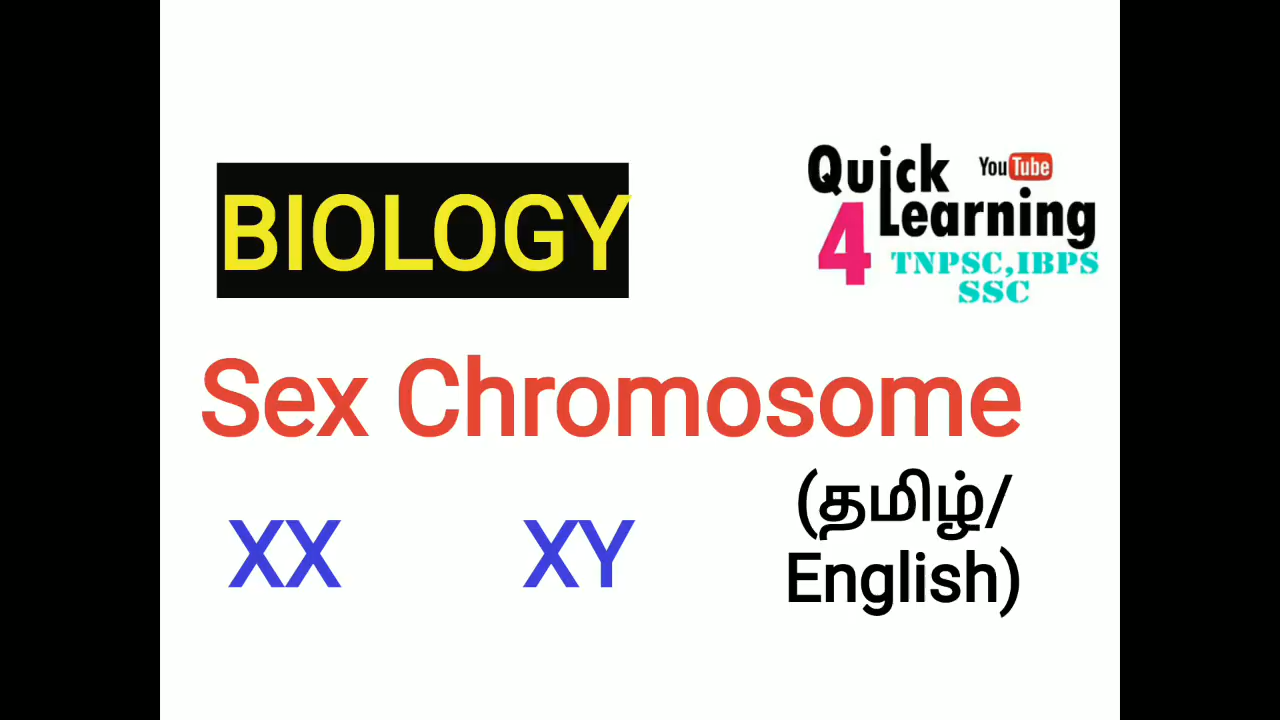 BIOLOGY
Quick YouTube
4 Learning
TNPSC,IBPS
SSC
Sex Chromosome
XX XY
(தமிழ்/
English)